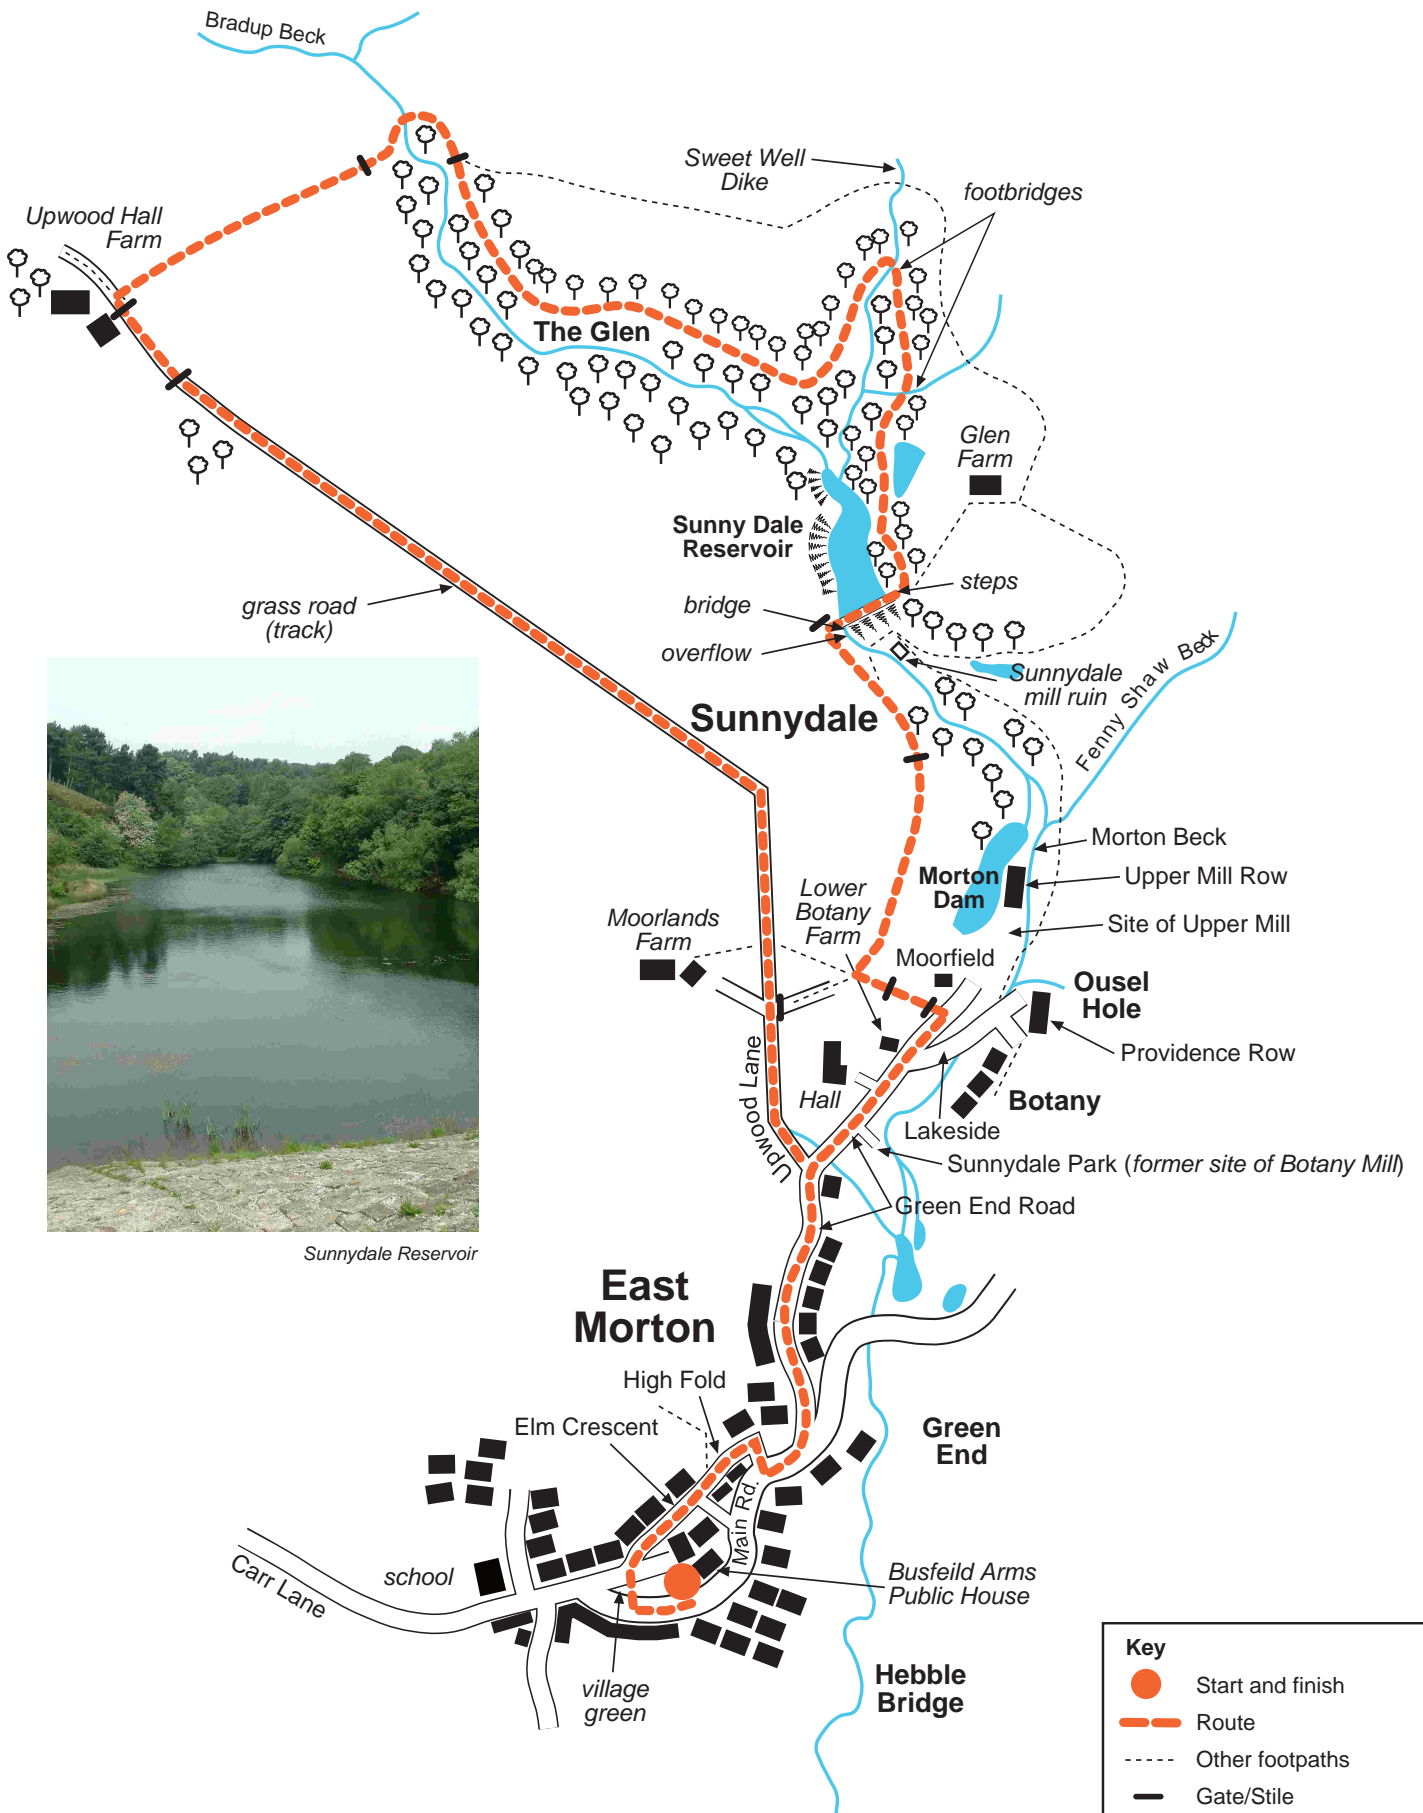 Bradup Beck
Sweet Well
Dike
footbridges
Upwood Hall
Farm
The Glen
Glen
Farm
Sunny Dale
Reservoir
steps
bridge
grass road
(track)
overflow
Fenny Shaw Beck
Sunnydale
mill ruin
Sunnydale
Morton Beck
Morton
Dam
Upper Mill Row
Lower
Botany
Farm
Moorlands
Farm
Site of Upper Mill
Moorfield
Ousel
Hole
Providence Row
Upwood Lane
Hall
Botany
Lakeside
Sunnydale Park (former site of Botany Mill)
Green End Road
Sunnydale Reservoir
East
Morton
High Fold
Elm Crescent
Green
End
Main Rd.
Carr Lane
school
Busfeild Arms
Public House
village
green
Hebble
Bridge
Key
Start and finish
Route
Other footpaths
Gate/Stile